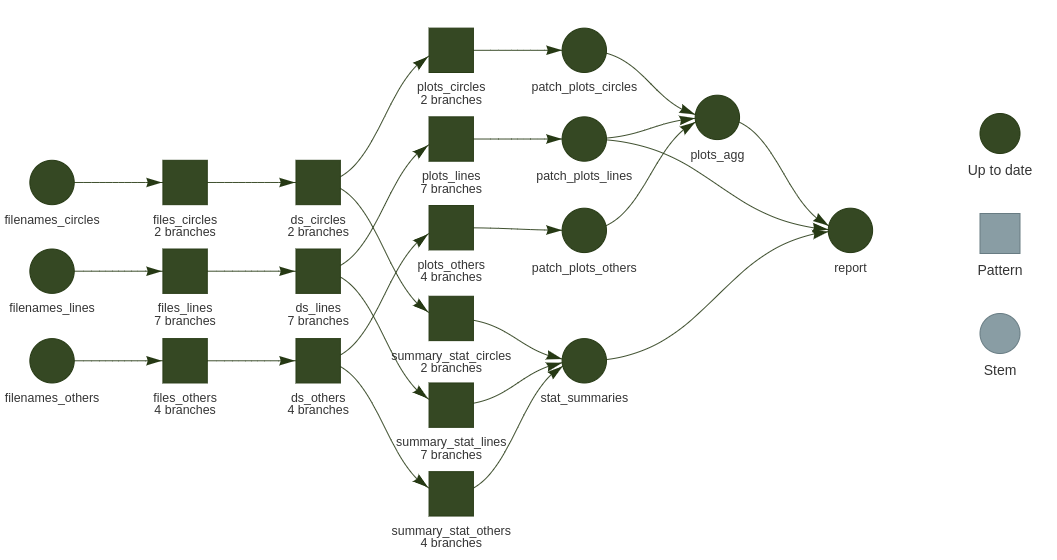 filenames_circles
files_circles
2 branches
ds_circles
2 branches
filenames_lines
files_lines
7 branches
ds_lines
7 branches
filenames_others
files_others
4 branches
ds_others
4 branches
plots_circles
2 branches
plots_lines
7 branches
plots_others
4 branches
summary_stat_circles
2 branches
summary_stat_lines
7 branches
summary_stat_others
4 branches
patch_plots_circles
patch_plots_lines
patch_plots_others
stat_summaries
plots_agg
report
Up to date
Pattern
Stem